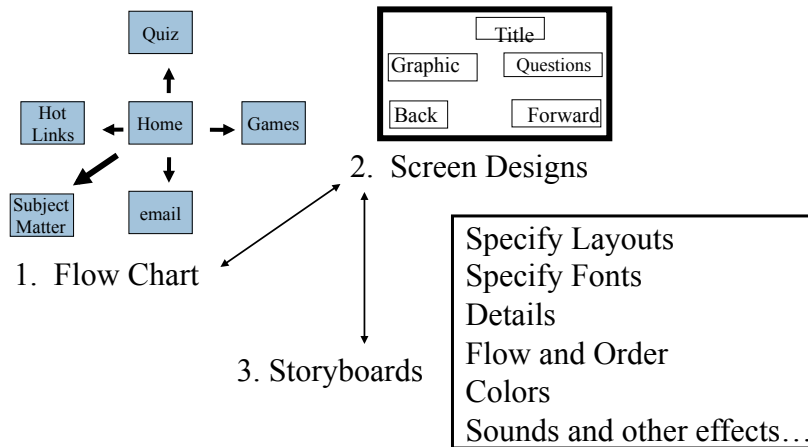 Quiz
Hot
Links
Home
Games
Subject
Matter
email
1. Flow Chart
Title
Graphic
Questions
Back
Forward
2. Screen Designs
3. Storyboards
Specify Layouts
Specify Fonts
Details
Flow and Order
Colors
Sounds and other effects…